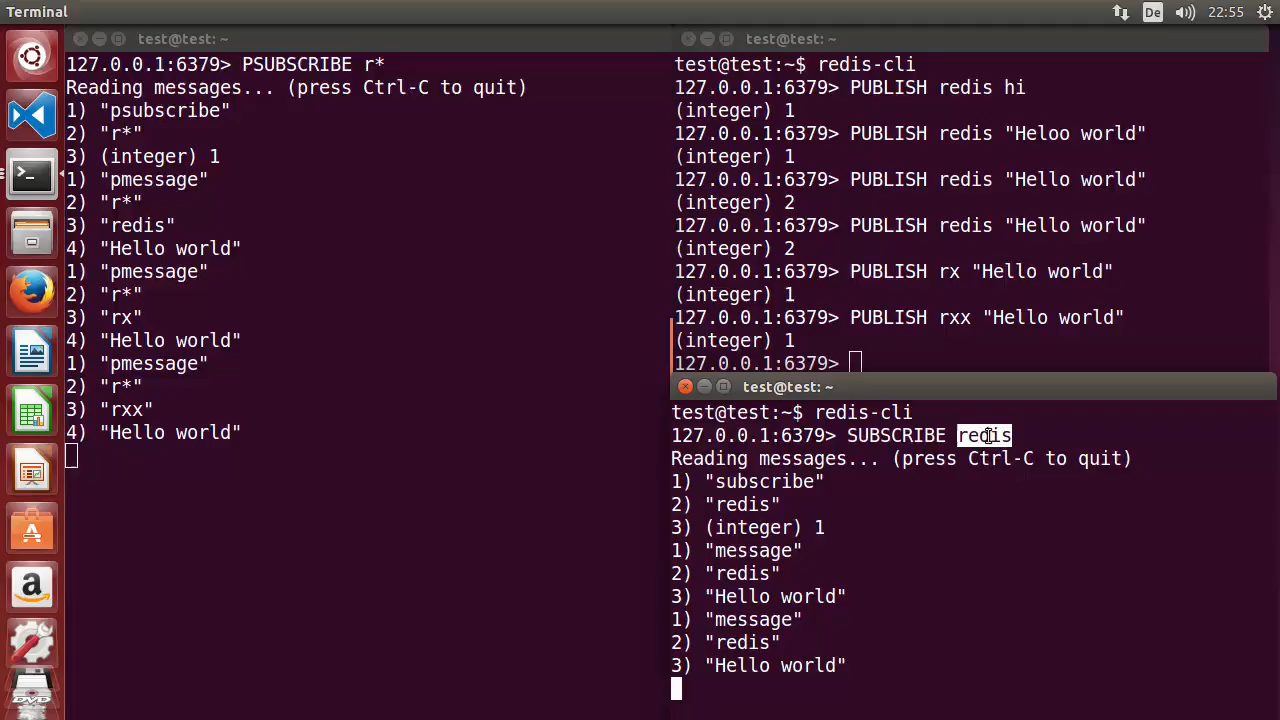 Terminal
De
22:55
test@test: ~
127.0.0.1:6379> PSUBSCRIBE r*
Reading messages... (press Ctrl-C to quit)
1) "psubscribe"
2) "r*"
3) (integer) 1
1) "pmessage"
2) "r*"
3) "redis"
4) "Hello world"
1) "pmessage"
2) "r*"
3) "rx"
4) "Hello world"
1) "pmessage"
2) "r*"
3) "rxx"
4) "Hello world"
test@test: ~
test@test:~$ redis-cli
127.0.0.1:6379> PUBLISH redis hi
(integer) 1
127.0.0.1:6379> PUBLISH redis "Heloo world"
(integer) 1
127.0.0.1:6379> PUBLISH redis "Hello world"
(integer) 2
127.0.0.1:6379> PUBLISH redis "Hello world"
(integer) 2
127.0.0.1:6379> PUBLISH rx "Hello world"
(integer) 1
127.0.0.1:6379> PUBLISH rxx "Hello world"
(integer) 1
127.0.0.1:6379>
test@test: ~
test@test:~$ redis-cli
127.0.0.1:6379> SUBSCRIBE redis
Reading messages... (press Ctrl-C to quit)
1) "subscribe"
2) "redis"
3) (integer) 1
1) "message"
2) "redis"
3) "Hello world"
1) "message"
2) "redis"
3) "Hello world"